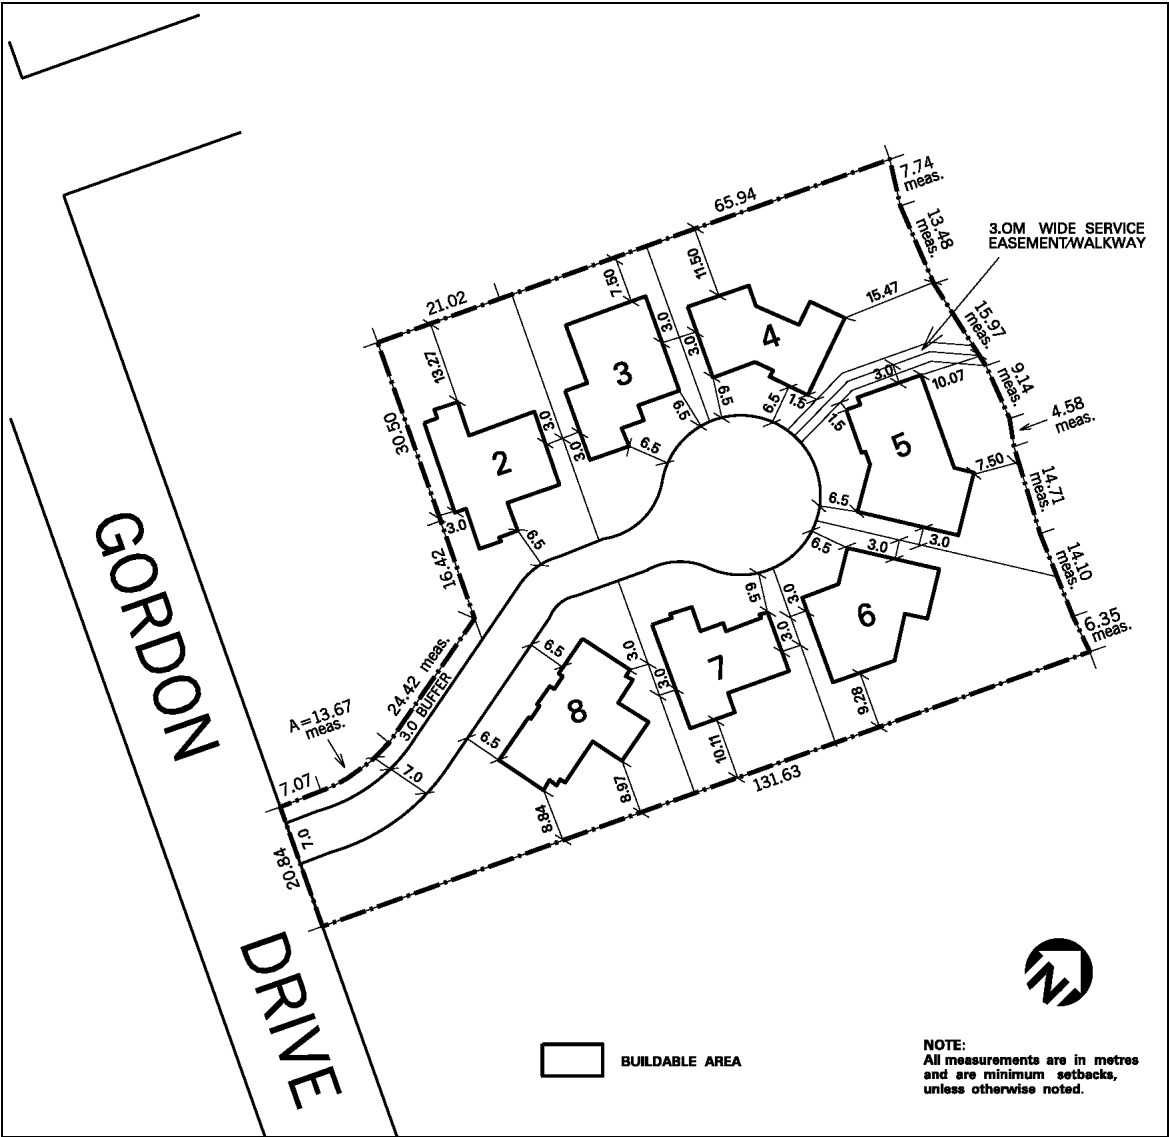 65.94
7.74
meas.
13.48
meas.
3.0M WIDE SERVICE
EASEMENT/WALKWAY
21.02
7.50
11.50
15.47
15.97
meas.
13.27
3.0
3.0
4
3
3.0
10.07
9.14
meas.
4.58
meas.
30.50
6.5
6.5
6.5
1.5
1.5
3.0
3.0
6.5
2
5
7.50
14.71
meas.
3.0
6.5
6.5
3.0
3.0
6.5
16.42
14.10
meas.
6.5
3.0
6
6.35
meas.
GORDON
24.42 meas.
3.0 BUFFER
6.5
3.0
3.0
3.0
7
8
A=13.67
meas.
6.5
7.0
9.28
7.07
10.11
131.63
8.97
8.84
7.0
20.84
DRIVE
N
BUILDABLE AREA
NOTE:
All measurements are in metres
and are minimum setbacks,
unless otherwise noted.